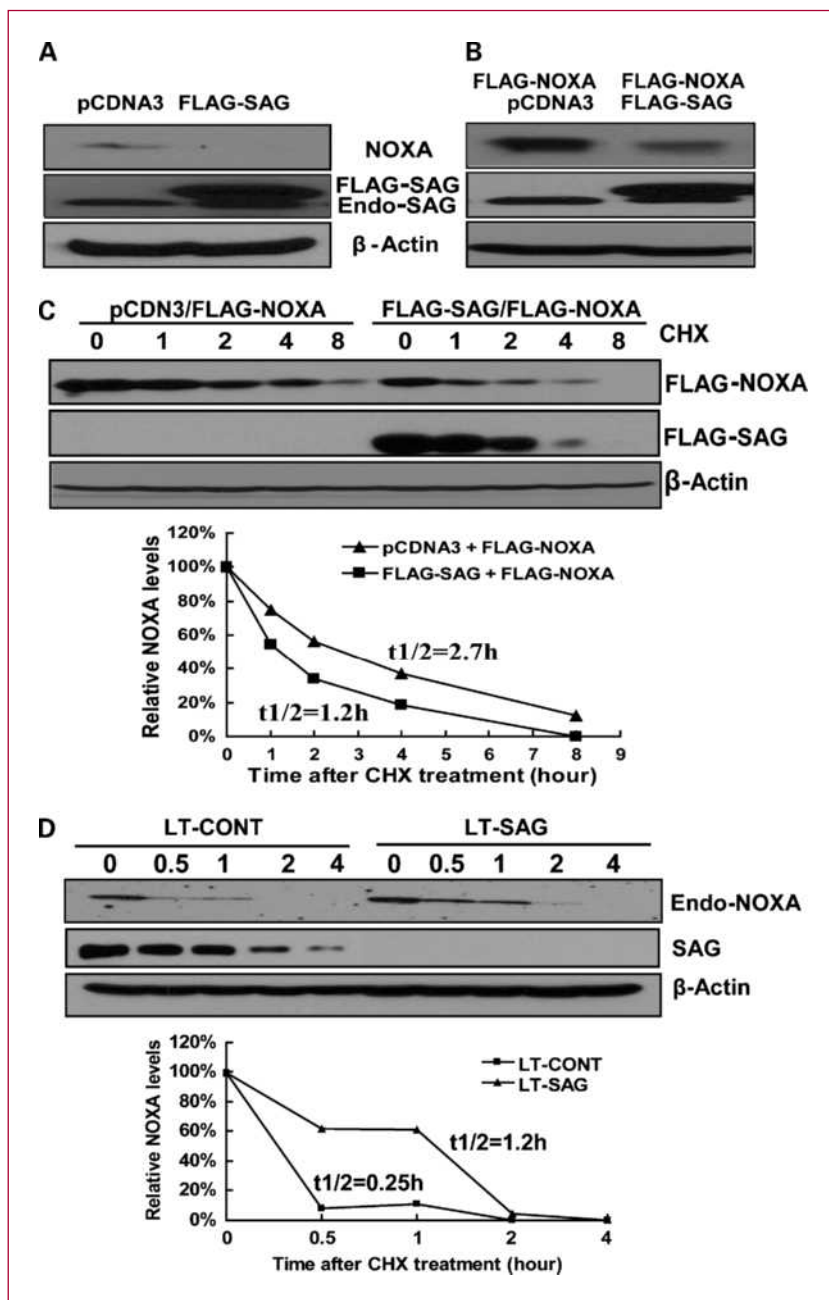 A
pCDNA3 FLAG-SAG
NOXA
FLAG-SAG
Endo-SAG
β-Actin
B
FLAG-NOXA FLAG-NOXA
pCDNA3 FLAG-SAG
C
pCDN3/FLAG-NOXA FLAG-SAG/FLAG-NOXA
0 1 2 4 8 0 1 2 4 8 CHX
FLAG-NOXA
FLAG-SAG
β-Actin
120%
100%
80%
60%
40%
20%
0%
Relative NOXA levels
pCDNA3 + FLAG-NOXA
FLAG-SAG + FLAG-NOXA
t1/2=2.7h
t1/2=1.2h
0 1 2 3 4 5 6 7 8 9
Time after CHX treatment (hour)
D
LT-CONT LT-SAG
0 0.5 1 2 4 0 0.5 1 2 4
Endo-NOXA
SAG
β-Actin
120%
100%
80%
60%
40%
20%
0%
Relative NOXA levels
LT-CONT
LT-SAG
t1/2=1.2h
t1/2=0.25h
0 0.5 1 2 4
Time after CHX treatment (hour)